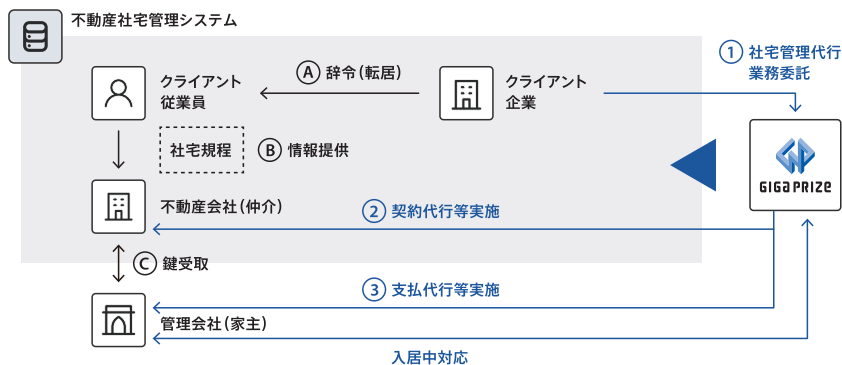 不動産社宅管理システム
クライアント
従業員
A 辞令(転居)
クライアント
企業
1 社宅管理代行
業務委託
社宅規程
B 情報提供
GIGA PRIZE
不動産会社(仲介)
2 契約代行等実施
C 鍵受取
3 支払代行等実施
管理会社(家主)
入居中対応